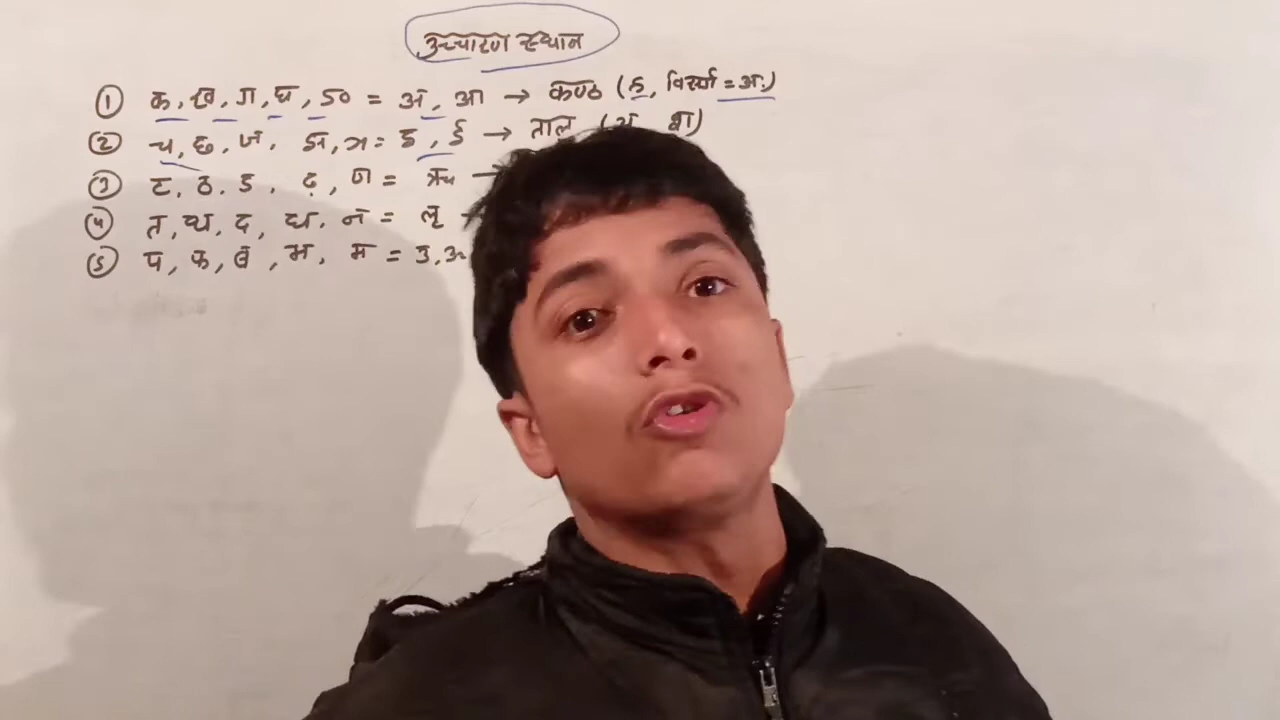 उच्चारण स्थान
① क, ख, ग, घ, ङ = अ, आ → कण्ठ (ह, विसर्ग = अः)
② च, छ, ज, झ, ञ = इ, ई → तालु (य, श)
③ ट, ठ, ड, ढ, ण = ऋ →
④ त, थ, द, ध, न = लृ
⑤ प, फ, ब, भ, म = उ, ऊ